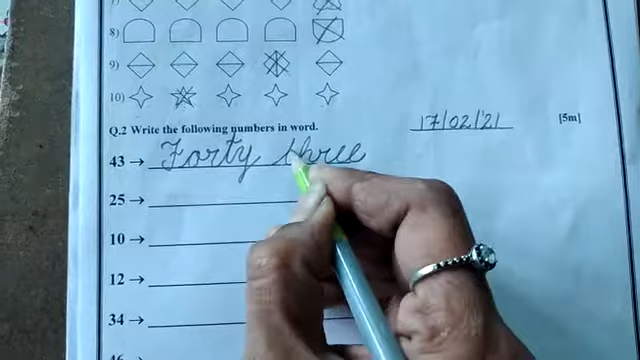 8)
9)
10)
Q.2 Write the following numbers in word.
17/02/'21
[5m]
43 → Forty three
25 →
10 →
12 →
34 →